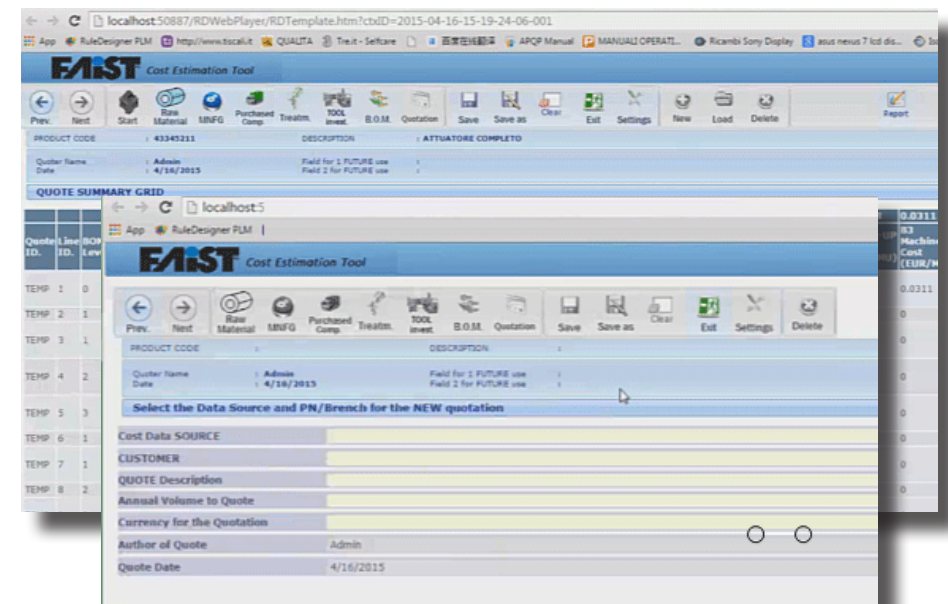 localhost:50887/RDWebPlayer/RDTemplate.htm?ctxID=2015-04-16-15-19-24-06-001
App RuleDesigner PLM http://www.tiscali.it QUALITA Tre.it - Selfcare 百度在线翻译 APQP Manual MANUALI OPERATI... Ricambi Sony Display asus nexus 7 lcd dis...
FAIST Cost Estimation Tool
Prev. Next Start Raw Material MNFG Purchased Comp. Treatm. TOOL invest. B.O.M. Quotation Save Save as Clear Exit Settings New Load Delete Report
PRODUCT CODE : 43345211 DESCRIPTION : ATTUATORE COMPLETO
Quoter Name : Admin Field for 1 FUTURE use :
Date : 4/16/2015 Field 2 for FUTURE use :
QUOTE SUMMARY GRID
0.0311
Quote ID. Line ID. BOM Lev
B3 Machine Cost (EUR/M
TEMP 1 0 0.0311
TEMP 2 1 0
TEMP 3 1 0
TEMP 4 2 0
TEMP 5 3 0
TEMP 6 1 0
TEMP 7 1 0
TEMP 8 2 0
localhost:5
App RuleDesigner PLM
FAIST Cost Estimation Tool
Prev. Next Raw Material MNFG Purchased Comp. Treatm. TOOL invest. B.O.M. Quotation Save Save as Clear Exit Settings Delete
PRODUCT CODE : DESCRIPTION :
Quoter Name : Admin Field for 1 FUTURE use :
Date : 4/16/2015 Field 2 for FUTURE use :
Select the Data Source and PN/Brench for the NEW quotation
Cost Data SOURCE
CUSTOMER
QUOTE Description
Annual Volume to Quote
Currency for the Quotation
Author of Quote Admin
Quote Date 4/16/2015